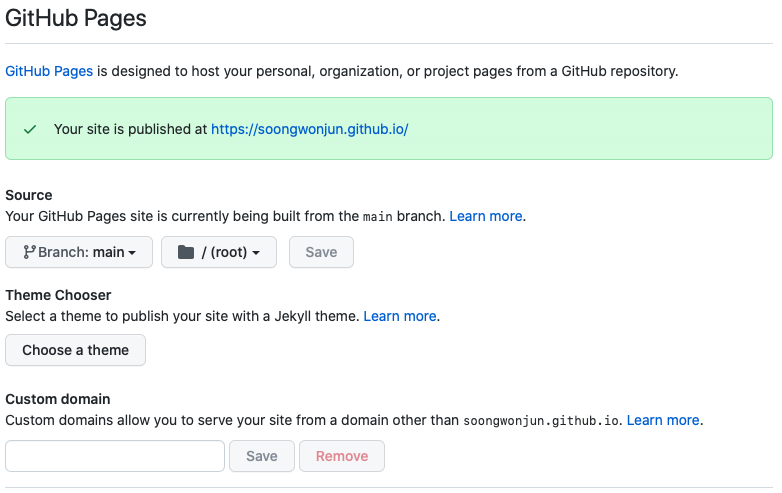 GitHub Pages
GitHub Pages is designed to host your personal, organization, or project pages from a GitHub repository.
Your site is published at https://soongwonjun.github.io/
Source
Your GitHub Pages site is currently being built from the main branch. Learn more.
Branch: main / (root) Save
Theme Chooser
Select a theme to publish your site with a Jekyll theme. Learn more.
Choose a theme
Custom domain
Custom domains allow you to serve your site from a domain other than soongwonjun.github.io. Learn more.
Save Remove